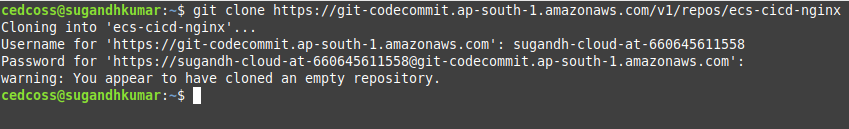 cedcoss@sugandhkumar:~$ git clone https://git-codecommit.ap-south-1.amazonaws.com/v1/repos/ecs-cicd-nginx
Cloning into 'ecs-cicd-nginx'...
Username for 'https://git-codecommit.ap-south-1.amazonaws.com': sugandh-cloud-at-660645611558
Password for 'https://sugandh-cloud-at-660645611558@git-codecommit.ap-south-1.amazonaws.com':
warning: You appear to have cloned an empty repository.
cedcoss@sugandhkumar:~$